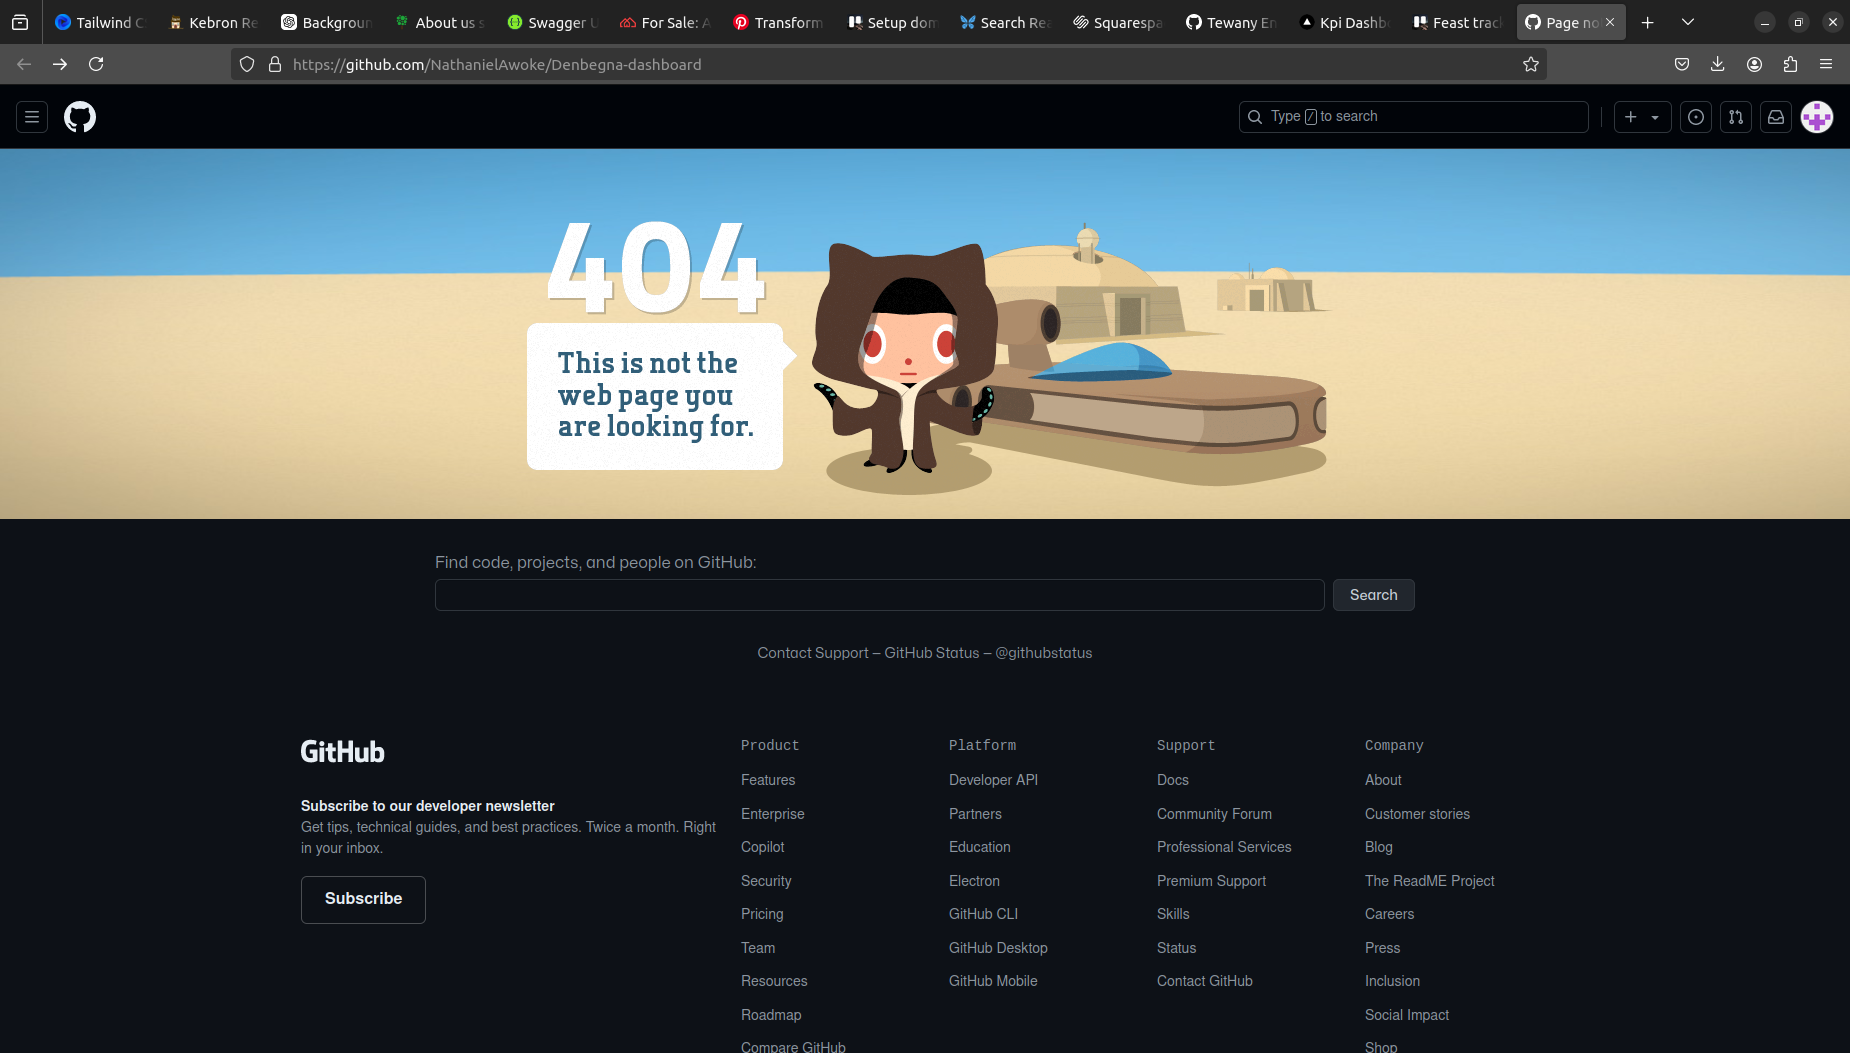 Tailwind C
Kebron Re
Backgroun
About us s
Swagger U
For Sale: A
Transform
Setup dom
Search Rea
Squarespa
Tewany En
Kpi Dashb
Feast trac
Page no
https://github.com/NathanielAwoke/Denbegna-dashboard
Type / to search
404
This is not the
web page you
are looking for.
Find code, projects, and people on GitHub:
Search
Contact Support — GitHub Status — @githubstatus
GitHub
Subscribe to our developer newsletter
Get tips, technical guides, and best practices. Twice a month. Right
in your inbox.
Subscribe
Product
Features
Enterprise
Copilot
Security
Pricing
Team
Resources
Roadmap
Compare GitHub
Platform
Developer API
Partners
Education
Electron
GitHub CLI
GitHub Desktop
GitHub Mobile
Support
Docs
Community Forum
Professional Services
Premium Support
Skills
Status
Contact GitHub
Company
About
Customer stories
Blog
The ReadME Project
Careers
Press
Inclusion
Social Impact
Shop